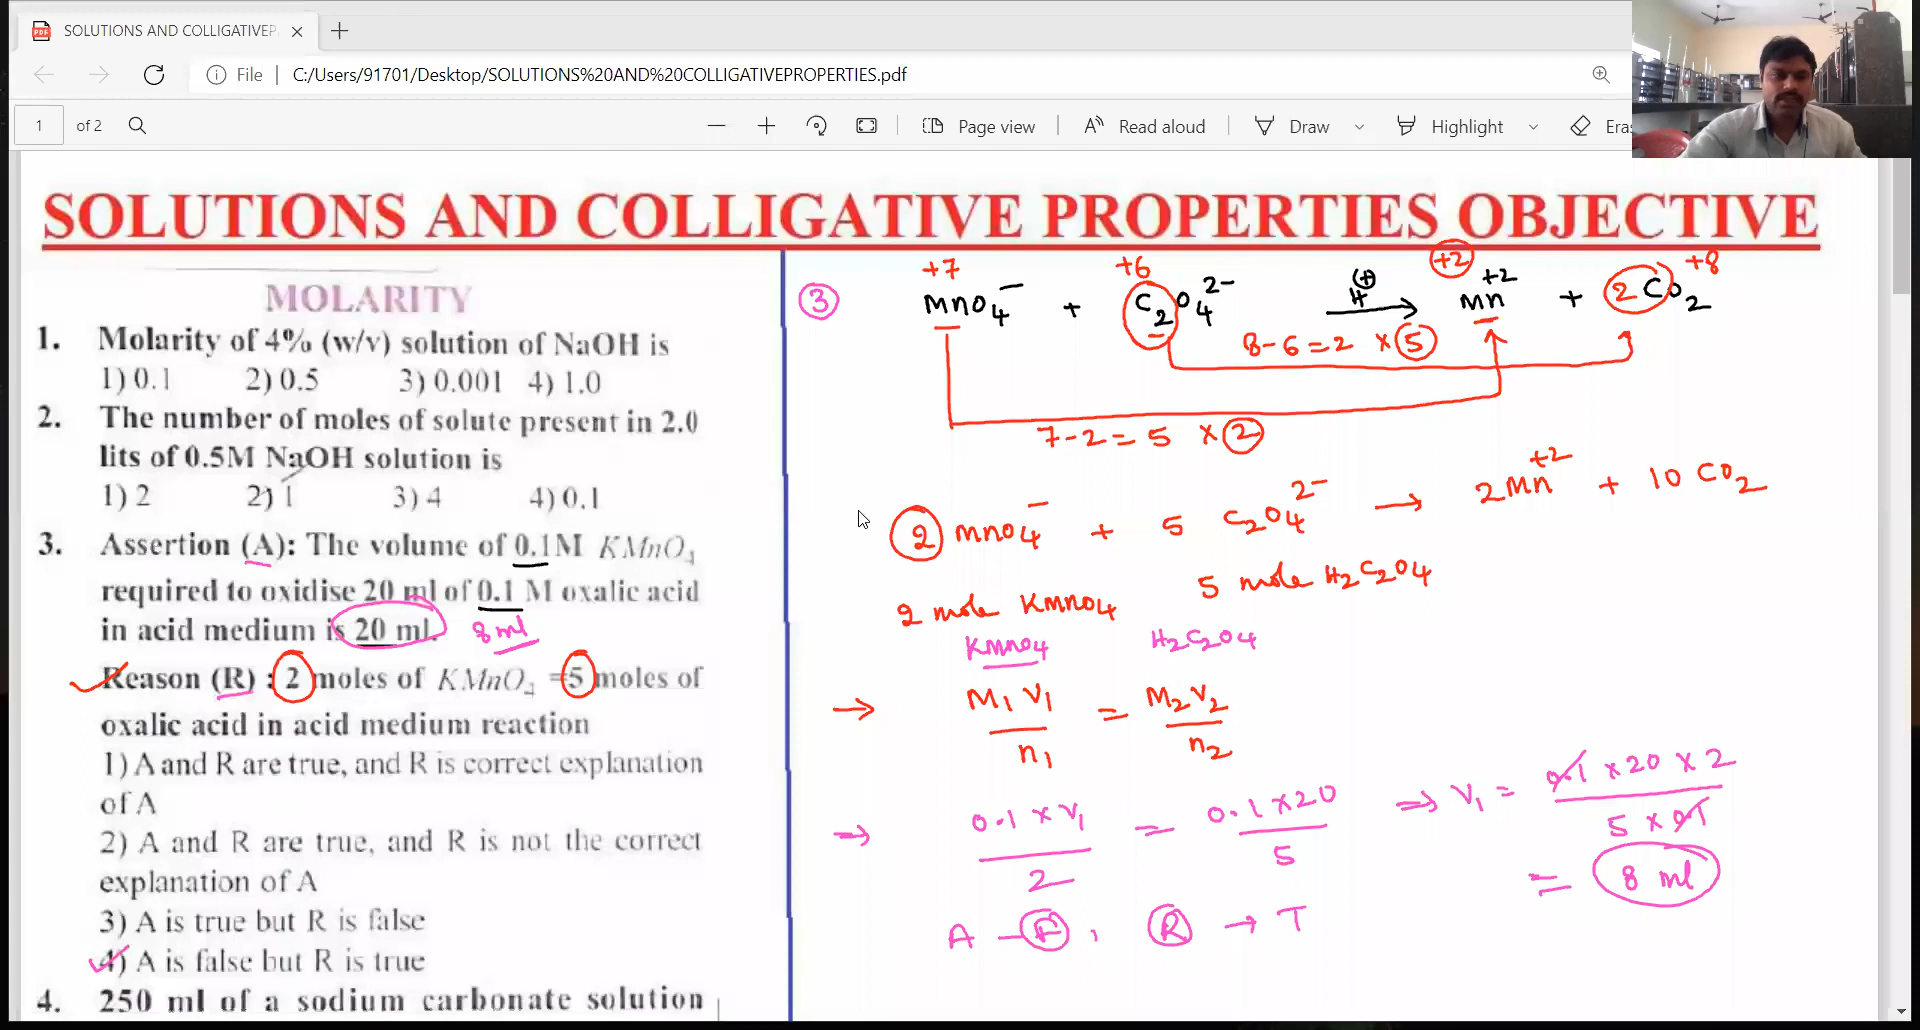 SOLUTIONS AND COLLIGATIVEP
File
C:/Users/91701/Desktop/SOLUTIONS%20AND%20COLLIGATIVEPROPERTIES.pdf
1 of 2
Page view
Read aloud
Draw
Highlight
Eras
SOLUTIONS AND COLLIGATIVE PROPERTIES OBJECTIVE
MOLARITY
1. Molarity of 4% (w/v) solution of NaOH is
1) 0.1 2) 0.5 3) 0.001 4) 1.0
2. The number of moles of solute present in 2.0
lits of 0.5M NaOH solution is
1) 2 2) 1 3) 4 4) 0.1
3. Assertion (A): The volume of 0.1M KMnO4
required to oxidise 20 ml of 0.1 M oxalic acid
in acid medium is 20 ml. 8 ml
Reason (R) : 2 moles of KMnO4 =5 moles of
oxalic acid in acid medium reaction
1) A and R are true, and R is correct explanation
of A
2) A and R are true, and R is not the correct
explanation of A
3) A is true but R is false
4) A is false but R is true
4. 250 ml of a sodium carbonate solution
+7 +6 +2 +8
3 MnO4− + C2O4 2− H+ → Mn+2 + 2CO2
8-6=2 ×5
7-2=5 ×2
2 MnO4− + 5 C2O4 2− → 2Mn+2 + 10 CO2
2 mole KMnO4 5 mole H2C2O4
KMnO4 H2C2O4
→ M1V1/n1 = M2V2/n2
⇒ 0.1×V1/2 = 0.1×20/5 ⇒ V1 = 0.1×20×2/5×0.1
= 8 ml
A - F, R → T